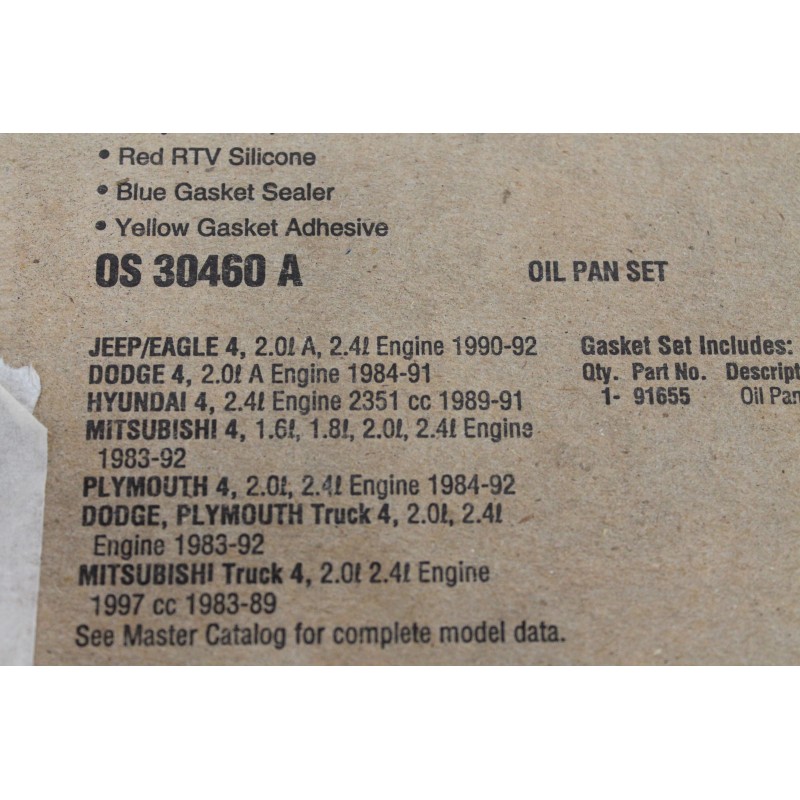 • Red RTV Silicone
• Blue Gasket Sealer
• Yellow Gasket Adhesive
OS 30460 A OIL PAN SET
JEEP/EAGLE 4, 2.0ℓ A, 2.4ℓ Engine 1990-92
DODGE 4, 2.0ℓ A Engine 1984-91
HYUNDAI 4, 2.4ℓ Engine 2351 cc 1989-91
MITSUBISHI 4, 1.6ℓ, 1.8ℓ, 2.0ℓ, 2.4ℓ Engine
1983-92
PLYMOUTH 4, 2.0ℓ, 2.4ℓ Engine 1984-92
DODGE, PLYMOUTH Truck 4, 2.0ℓ, 2.4ℓ
Engine 1983-92
MITSUBISHI Truck 4, 2.0ℓ 2.4ℓ Engine
1997 cc 1983-89
See Master Catalog for complete model data.
Gasket Set Includes:
Qty. Part No. Descript
1- 91655 Oil Pan